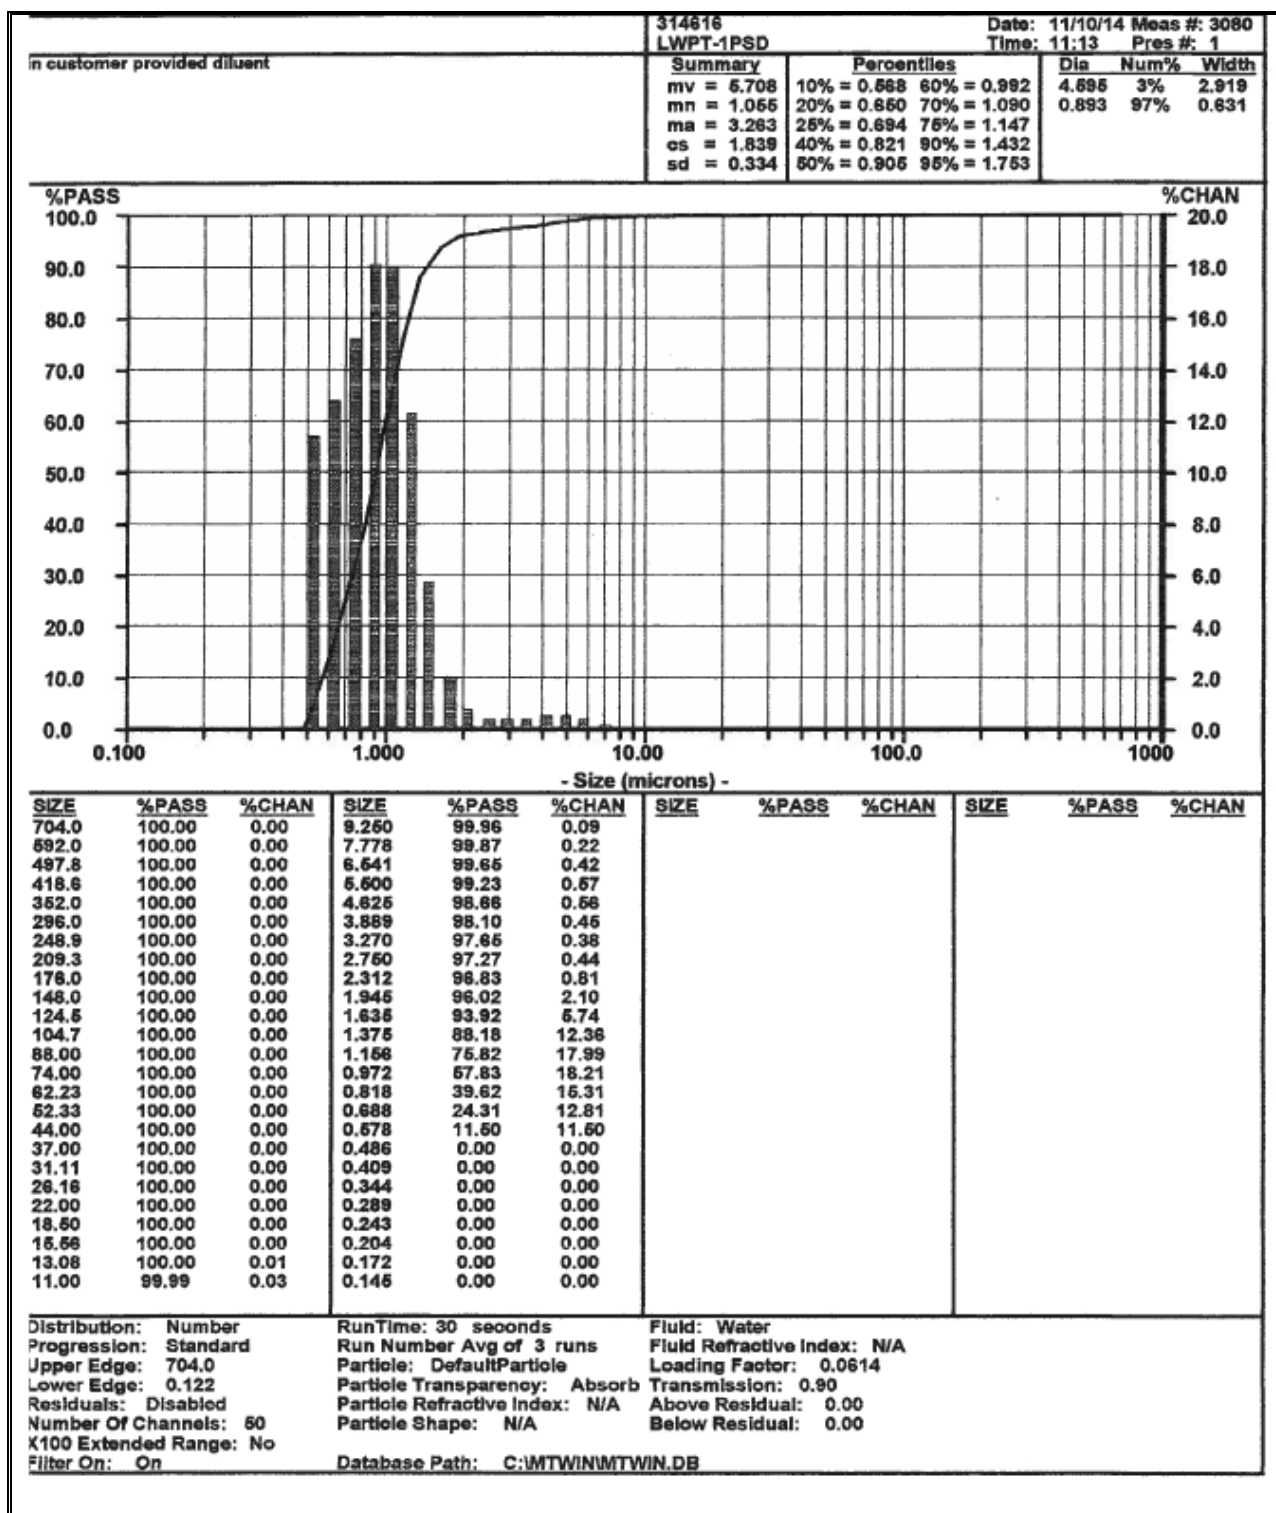 314616 Date: 11/10/14 Meas #: 3080
LWPT-1PSD Time: 11:13 Pres #: 1
in customer provided diluent
Summary Percentiles Dia Num% Width
mv = 5.708 10% = 0.568 60% = 0.992 4.595 3% 2.919
mn = 1.055 20% = 0.650 70% = 1.090 0.893 97% 0.631
ma = 3.263 25% = 0.694 75% = 1.147
cs = 1.839 40% = 0.821 90% = 1.432
sd = 0.334 50% = 0.905 95% = 1.753
%PASS %CHAN
100.0 20.0
90.0 18.0
80.0 16.0
70.0 14.0
60.0 12.0
50.0 10.0
40.0 8.0
30.0 6.0
20.0 4.0
10.0 2.0
0.0 0.0
0.100 1.000 10.00 100.0 1000
- Size (microns) -
SIZE %PASS %CHAN SIZE %PASS %CHAN SIZE %PASS %CHAN SIZE %PASS %CHAN
704.0 100.00 0.00 9.250 99.96 0.09
592.0 100.00 0.00 7.778 99.87 0.22
497.8 100.00 0.00 6.541 99.65 0.42
418.6 100.00 0.00 5.500 99.23 0.57
352.0 100.00 0.00 4.625 98.66 0.56
296.0 100.00 0.00 3.889 98.10 0.45
248.9 100.00 0.00 3.270 97.65 0.38
209.3 100.00 0.00 2.750 97.27 0.44
176.0 100.00 0.00 2.312 96.83 0.81
148.0 100.00 0.00 1.945 96.02 2.10
124.5 100.00 0.00 1.635 93.92 5.74
104.7 100.00 0.00 1.375 88.18 12.36
88.00 100.00 0.00 1.156 75.82 17.99
74.00 100.00 0.00 0.972 57.83 18.21
62.23 100.00 0.00 0.818 39.62 15.31
52.33 100.00 0.00 0.688 24.31 12.81
44.00 100.00 0.00 0.578 11.50 11.50
37.00 100.00 0.00 0.486 0.00 0.00
31.11 100.00 0.00 0.409 0.00 0.00
26.16 100.00 0.00 0.344 0.00 0.00
22.00 100.00 0.00 0.289 0.00 0.00
18.50 100.00 0.00 0.243 0.00 0.00
15.56 100.00 0.00 0.204 0.00 0.00
13.08 100.00 0.01 0.172 0.00 0.00
11.00 99.99 0.03 0.145 0.00 0.00
Distribution: Number RunTime: 30 seconds Fluid: Water
Progression: Standard Run Number Avg of 3 runs Fluid Refractive Index: N/A
Upper Edge: 704.0 Particle: DefaultParticle Loading Factor: 0.0614
Lower Edge: 0.122 Particle Transparency: Absorb Transmission: 0.90
Residuals: Disabled Particle Refractive Index: N/A Above Residual: 0.00
Number Of Channels: 50 Particle Shape: N/A Below Residual: 0.00
X100 Extended Range: No
Filter On: On Database Path: C:\MTWIN\MTWIN.DB